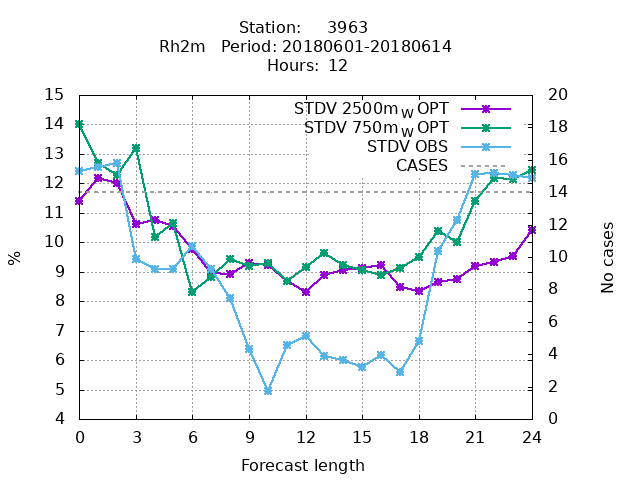 Station: 3963
Rh2m Period: 20180601-20180614
Hours: 12
STDV 2500m_W OPT
STDV 750m_W OPT
STDV OBS
CASES
%
15
14
13
12
11
10
9
8
7
6
5
4
20
18
16
14
12
10
8
6
4
2
0
No cases
0 3 6 9 12 15 18 21 24
Forecast length